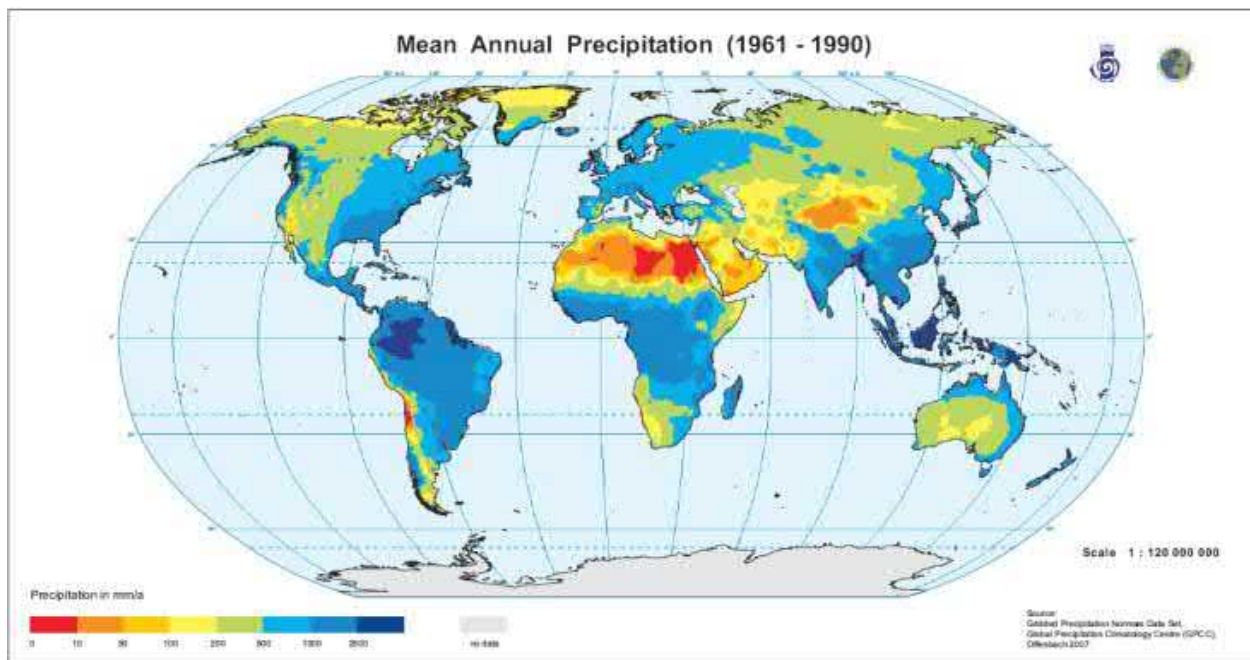 Mean Annual Precipitation (1961 - 1990)
Scale 1 : 120 000 000
Precipitation in mm/a
0 10 50 100 200 500 1000 2500
no data
Source:
Global Precipitation Normals Data Set,
Global Precipitation Climatology Centre (GPCC),
Offenbach 2007